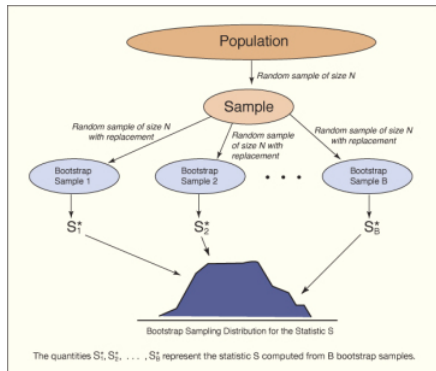 Population
Random sample of size N
Sample
Random sample of size N
with replacement
Random sample
of size N with
replacement
Random sample of size N
with replacement
Bootstrap
Sample 1
Bootstrap
Sample 2
• • •
Bootstrap
Sample B
S*1
S*2
S*B
Bootstrap Sampling Distribution for the Statistic S
The quantities S*1, S*2, . . . , S*B represent the statistic S computed from B bootstrap samples.